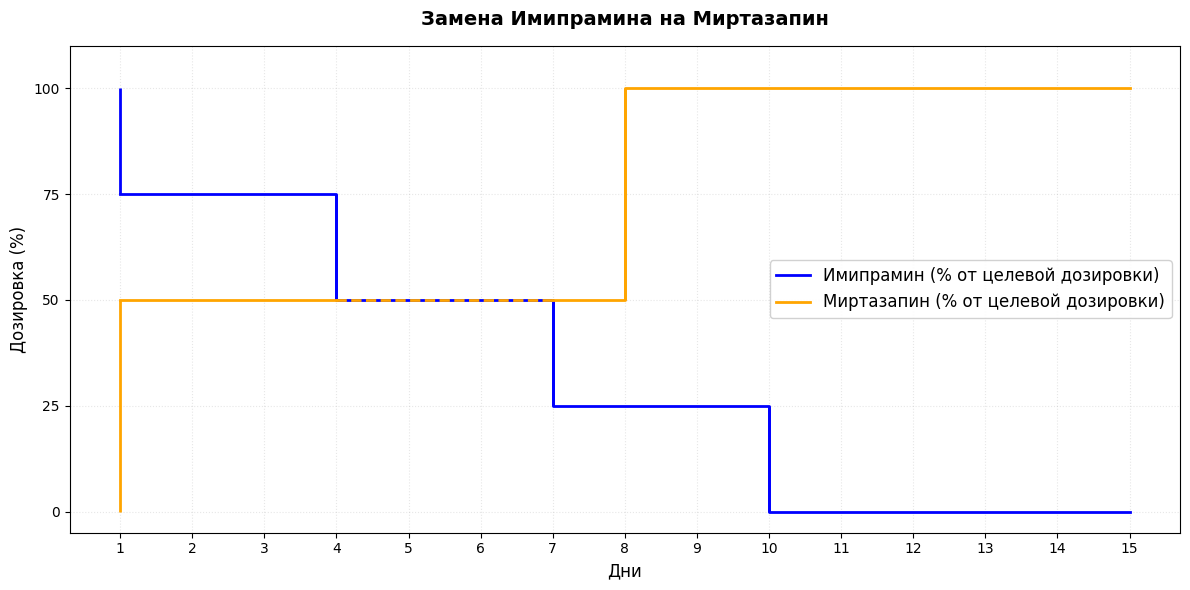 Замена Имипрамина на Миртазапин
Дозировка (%)
100
75
50
25
0
Имипрамин (% от целевой дозировки)
Миртазапин (% от целевой дозировки)
1 2 3 4 5 6 7 8 9 10 11 12 13 14 15
Дни